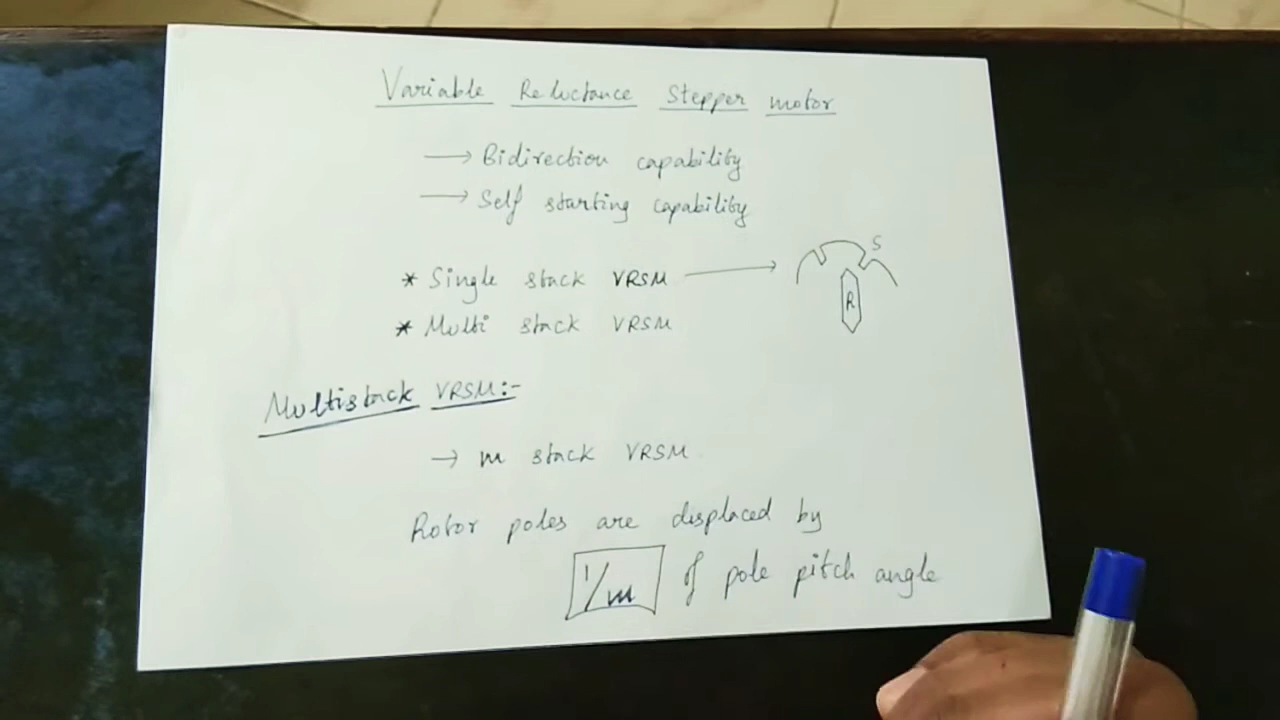 Variable Reluctance Stepper motor
→ Bidirection capability
→ Self starting capability
* Single stack VRSM → S
R
* Multi stack VRSM
Multistack VRSM:-
→ m stack VRSM
Rotor poles are displaced by
1/m of pole pitch angle